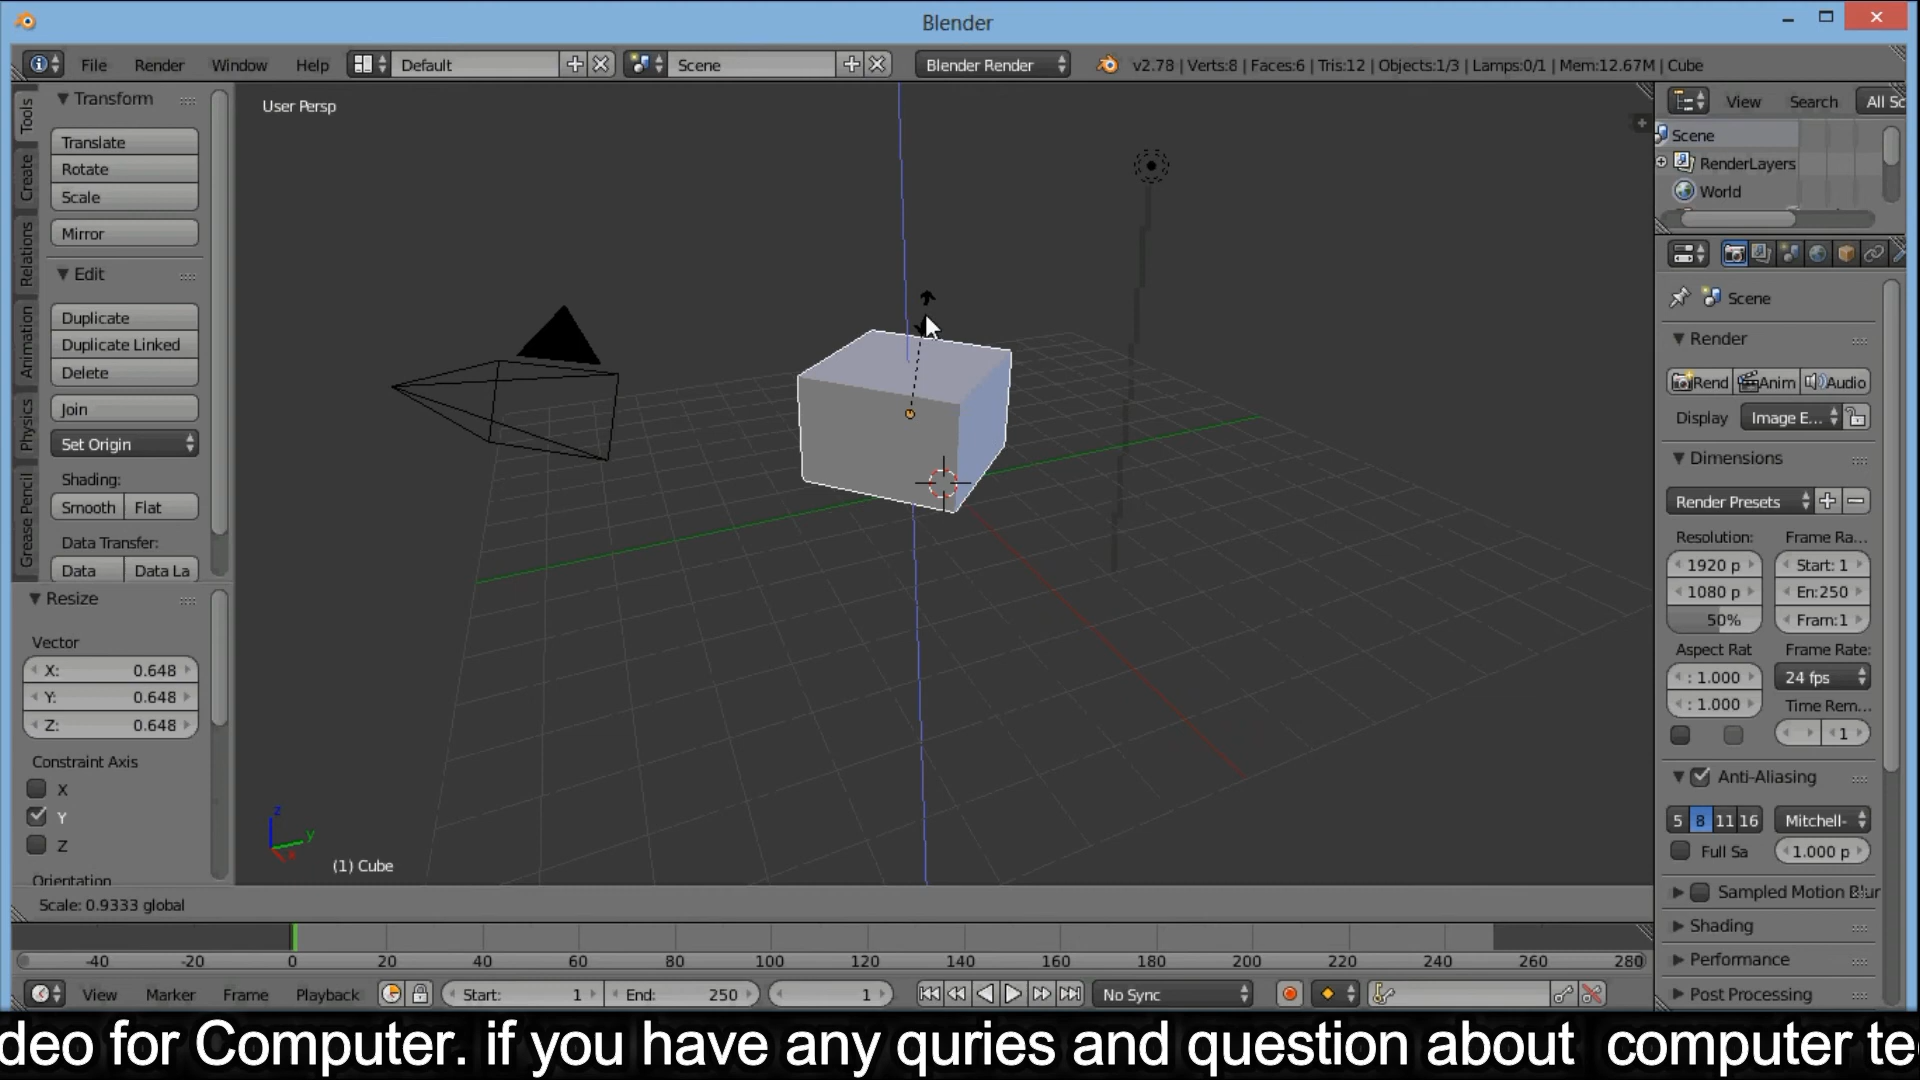 Blender
File Render Window Help Default Scene Blender Render v2.78 | Verts:8 | Faces:6 | Tris:12 | Objects:1/3 | Lamps:0/1 | Mem:12.67M | Cube
Tools
Create
Relations
Animation
Physics
Grease Pencil
Transform
Translate
Rotate
Scale
Mirror
Edit
Duplicate
Duplicate Linked
Delete
Join
Set Origin
Shading:
Smooth Flat
Data Transfer:
Data Data La
Resize
Vector
X: 0.648
Y: 0.648
Z: 0.648
Constraint Axis
X
Y
Z
Orientation
User Persp
z
y
x
(1) Cube
Scale: 0.9333 global
View Search All Sc
Scene
RenderLayers
World
Scene
Render
Rend Anim Audio
Display Image E...
Dimensions
Render Presets
Resolution: Frame Ra...
1920 p Start: 1
1080 p En:250
50% Fram:1
Aspect Rat Frame Rate:
: 1.000 24 fps
: 1.000 Time Rem...
1
Anti-Aliasing
5 8 11 16 Mitchell-
Full Sa 1.000 p
Sampled Motion Blur
Shading
Performance
Post Processing
-40 -20 0 20 40 60 80 100 120 140 160 180 200 220 240 260 280
View Marker Frame Playback Start: 1 End: 250 1 No Sync
deo for Computer. if you have any quries and question about computer te